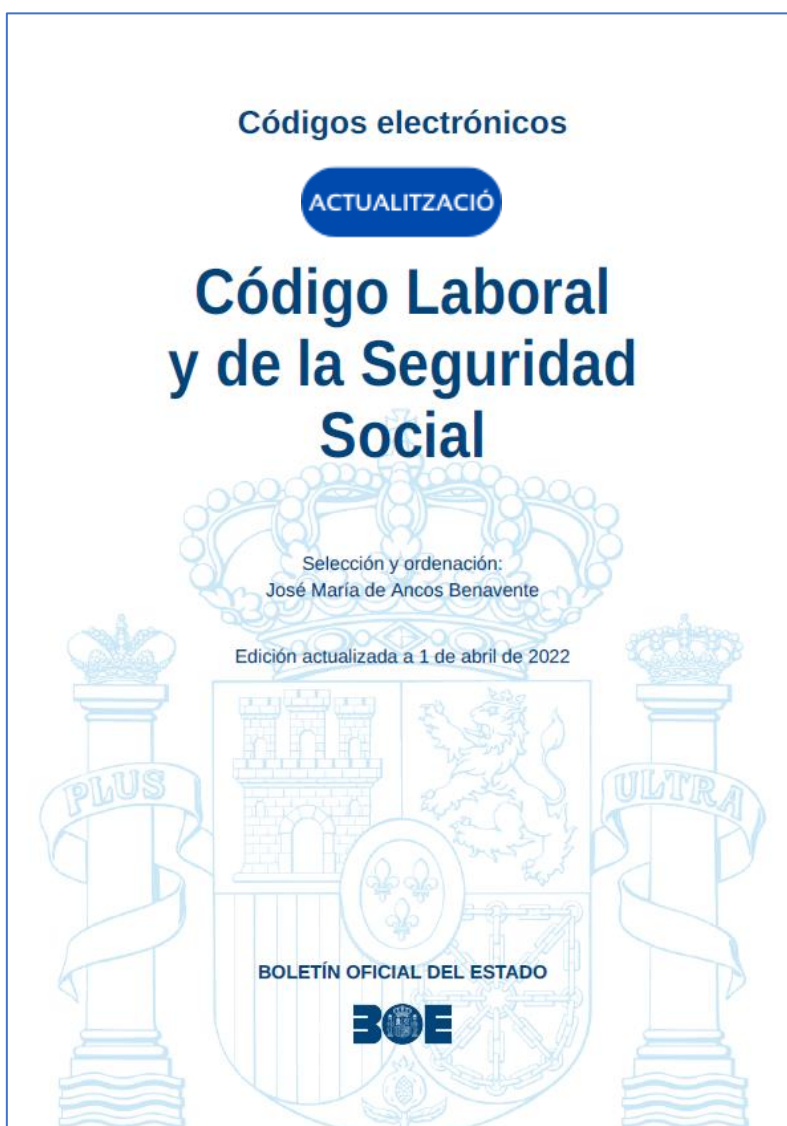 Códigos electrónicos
ACTUALITZACIÓ
Código Laboral
y de la Seguridad
Social
Selección y ordenación:
José María de Ancos Benavente
Edición actualizada a 1 de abril de 2022
PLUS
ULTRA
BOLETÍN OFICIAL DEL ESTADO
BOE